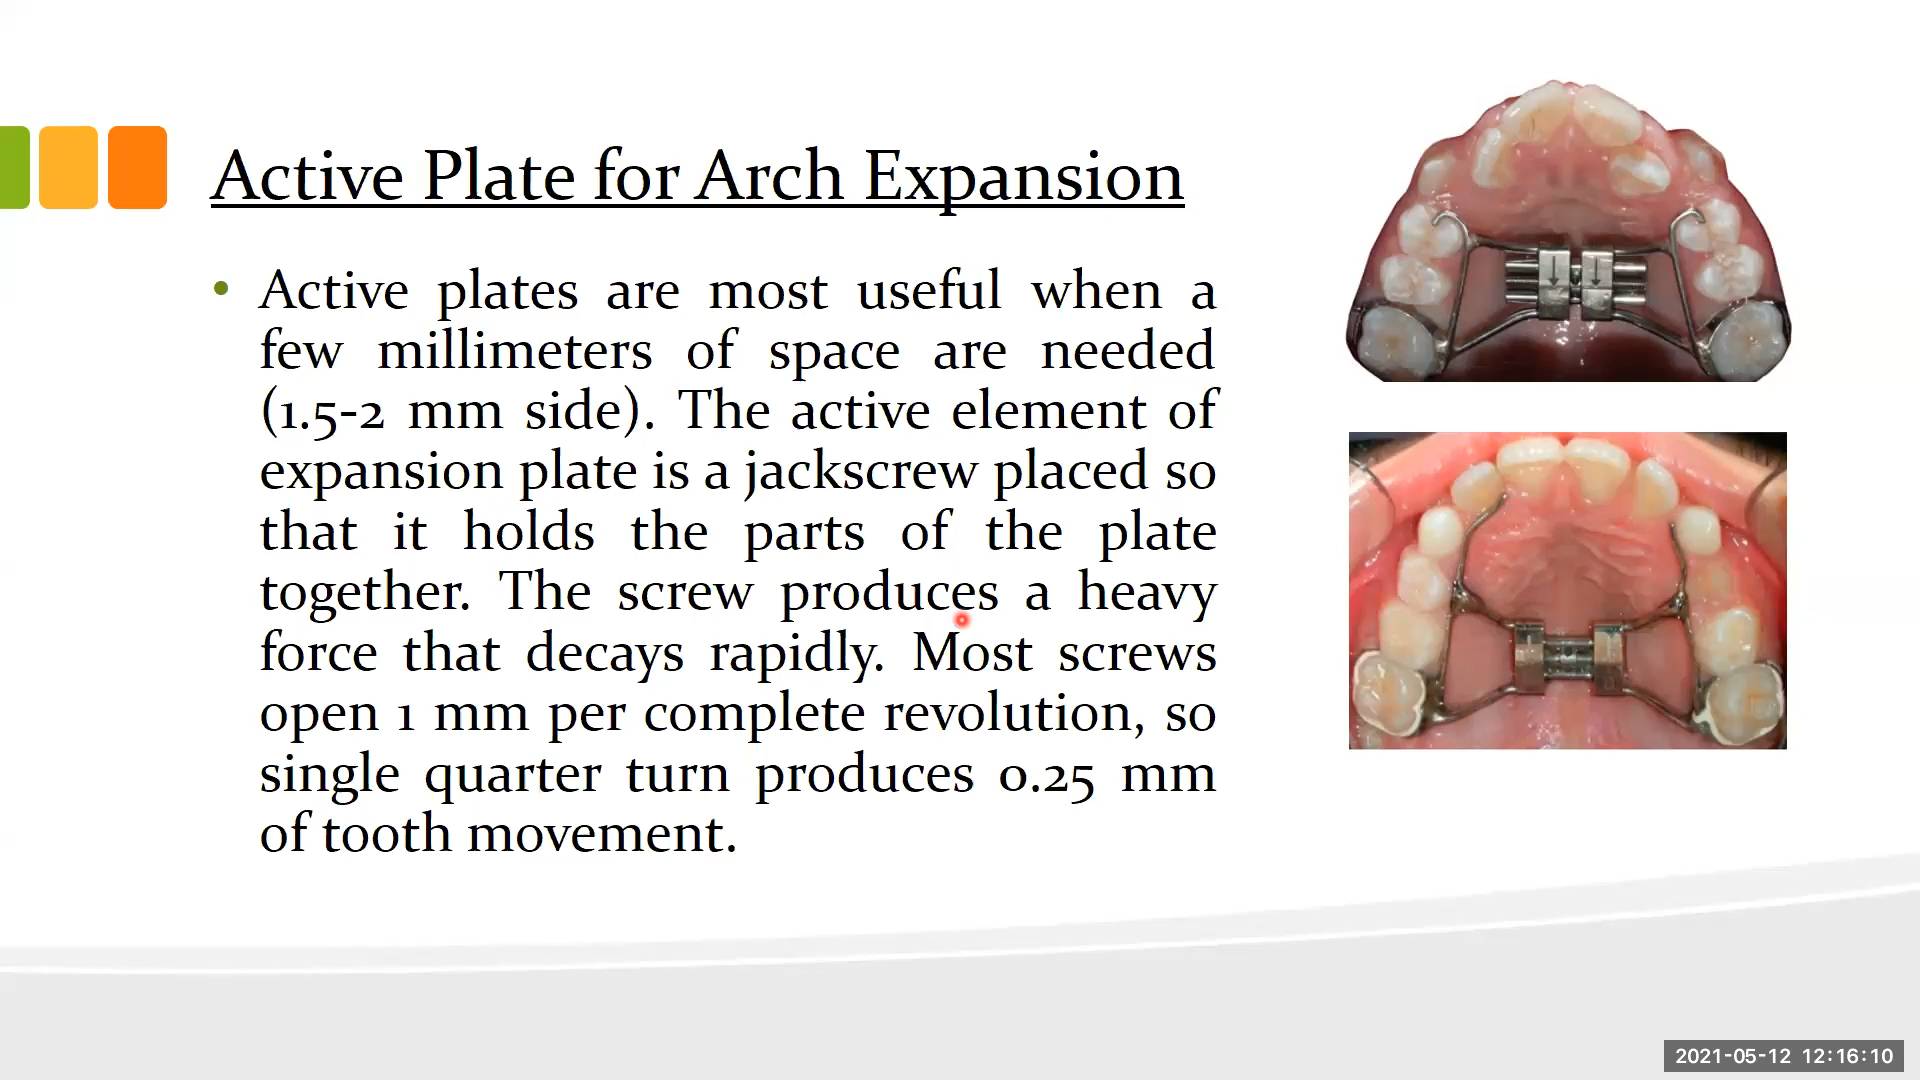 Active Plate for Arch Expansion
• Active plates are most useful when a
few millimeters of space are needed
(1.5-2 mm side). The active element of
expansion plate is a jackscrew placed so
that it holds the parts of the plate
together. The screw produces a heavy
force that decays rapidly. Most screws
open 1 mm per complete revolution, so
single quarter turn produces 0.25 mm
of tooth movement.
2021-05-12 12:16:10